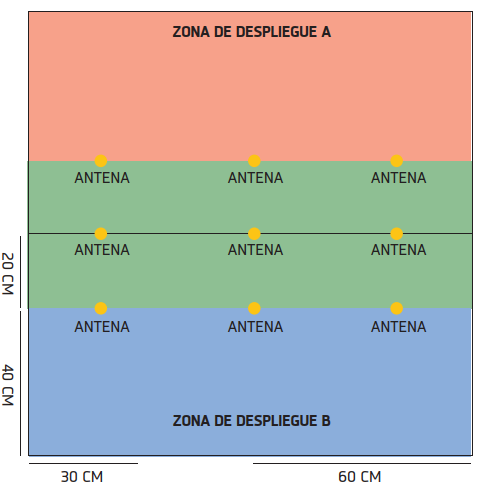 ZONA DE DESPLIEGUE A
ANTENA ANTENA ANTENA
ANTENA ANTENA ANTENA
20 CM
ANTENA ANTENA ANTENA
40 CM
ZONA DE DESPLIEGUE B
30 CM 60 CM